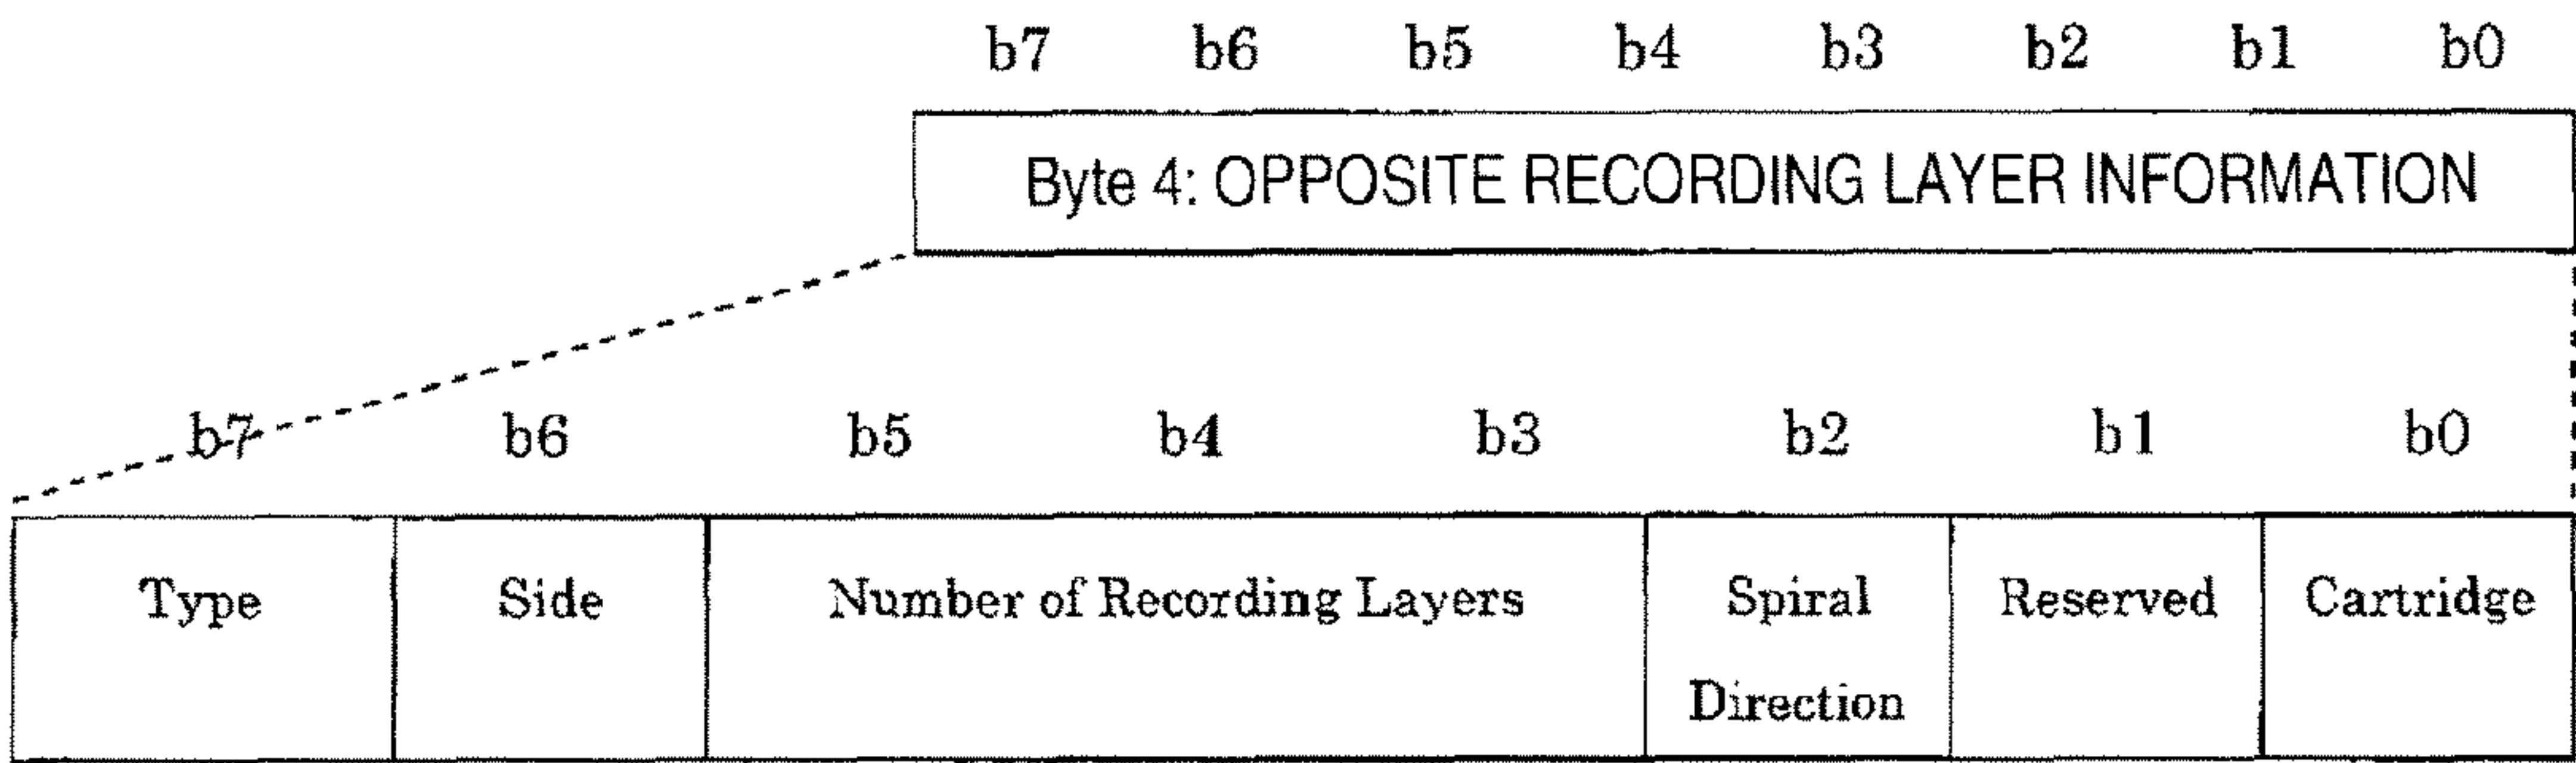 b7 b6 b5 b4 b3 b2 b1 b0
Byte 4: OPPOSITE RECORDING LAYER INFORMATION
b7 b6 b5 b4 b3 b2 b1 b0
Type Side Number of Recording Layers Spiral Reserved Cartridge
Direction